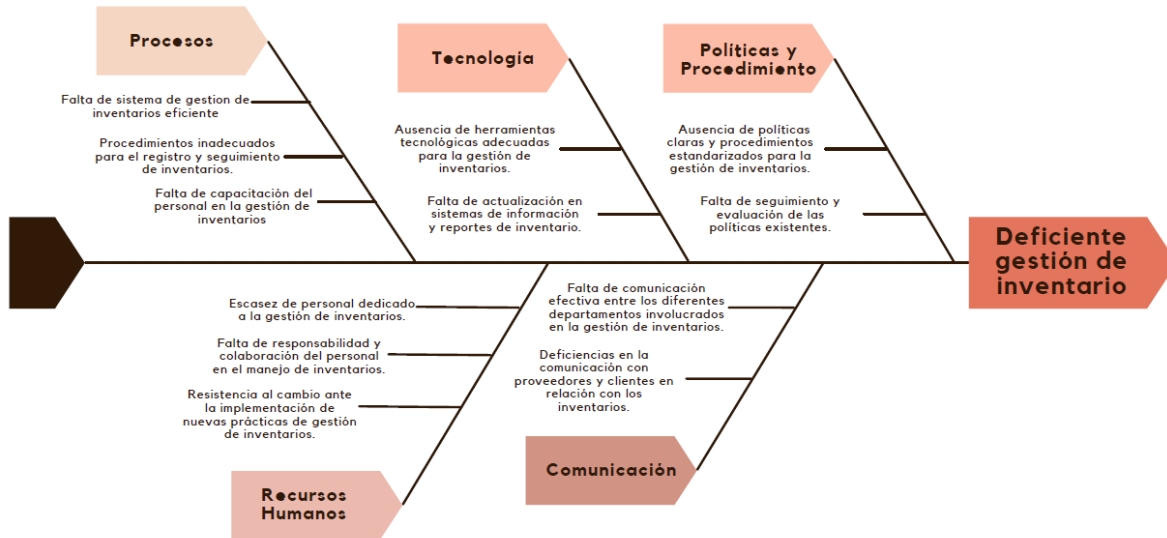 Procesos
Falta de sistema de gestion de
inventarios eficiente
Procedimientos inadecuados
para el registro y seguimiento
de inventarios.
Falta de capacitación del
personal en la gestión de
inventarios
Tecnología
Ausencia de herramientas
tecnológicas adecuadas
para la gestión de
inventarios.
Falta de actualización en
sistemas de información
y reportes de inventario.
Políticas y
Procedimiento
Ausencia de políticas
claras y procedimientos
estandarizados para la
gestión de inventarios.
Falta de seguimiento y
evaluación de las
políticas existentes.
Deficiente
gestión de
inventario
Escasez de personal dedicado
a la gestión de inventarios.
Falta de responsabilidad y
colaboración del personal
en el manejo de inventarios.
Resistencia al cambio ante
la implementación de
nuevas prácticas de gestión
de inventarios.
Recursos
Humanos
Falta de comunicación
efectiva entre los diferentes
departamentos involucrados
en la gestión de inventarios.
Deficiencias en la
comunicación con
proveedores y clientes en
relación con los
inventarios.
Comunicación